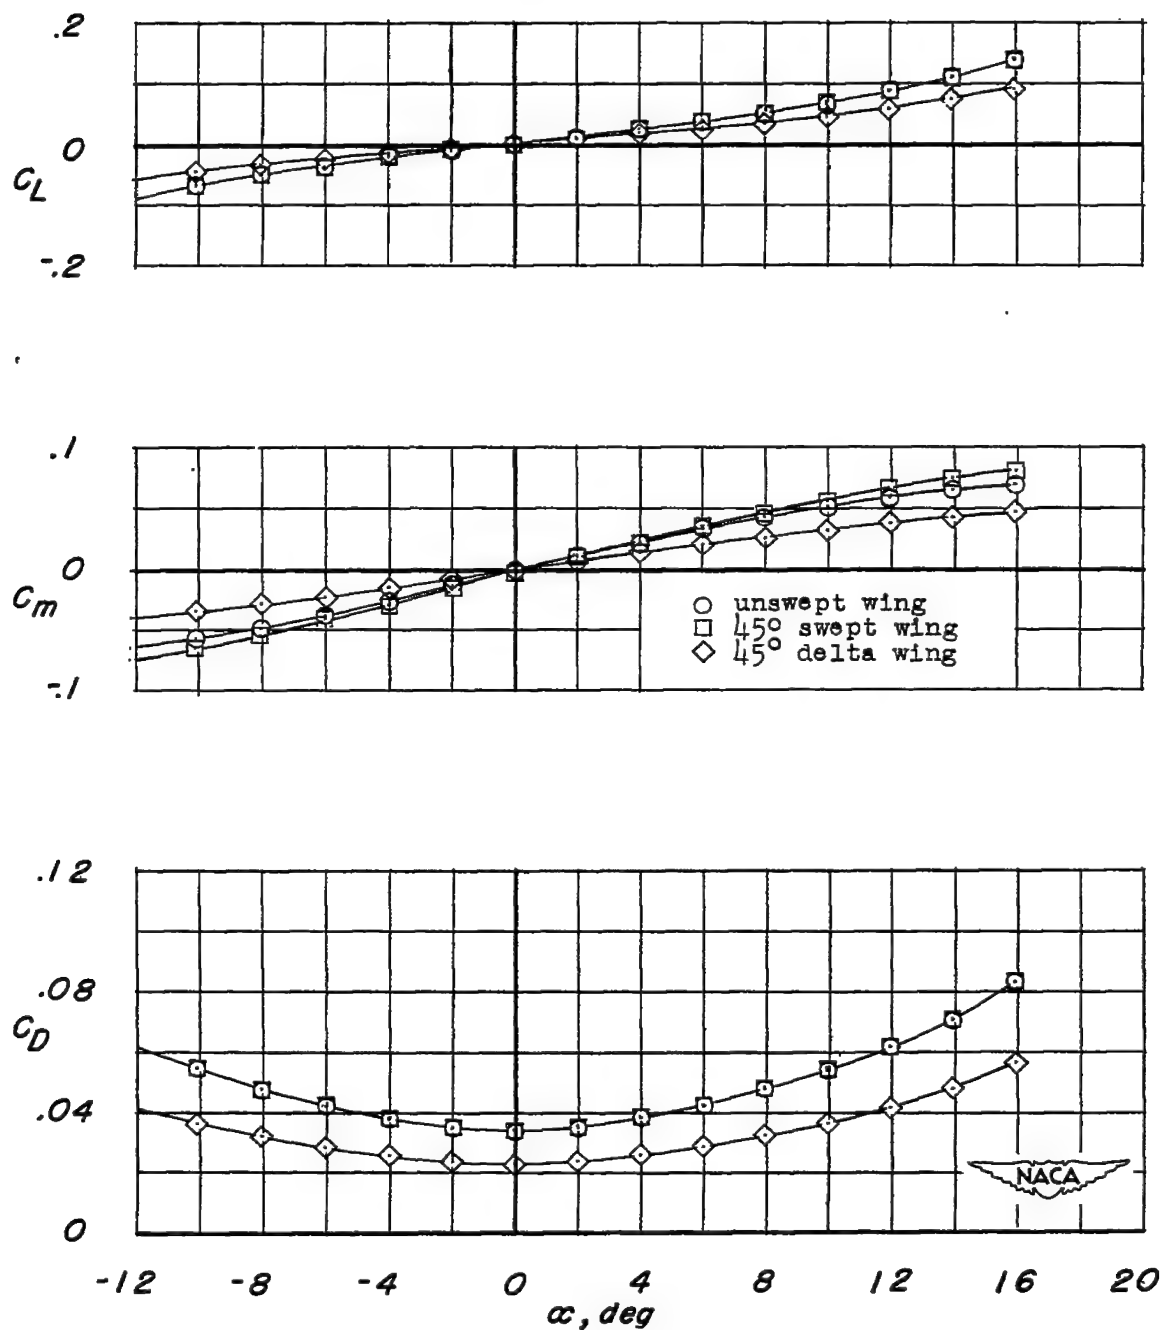 .2
0
C_L
-.2
.1
0
C_m
-.1
○ unswept wing
□ 45° swept wing
◇ 45° delta wing
.12
.08
C_D
.04
0
NACA
-12 -8 -4 0 4 8 12 16 20
α, deg